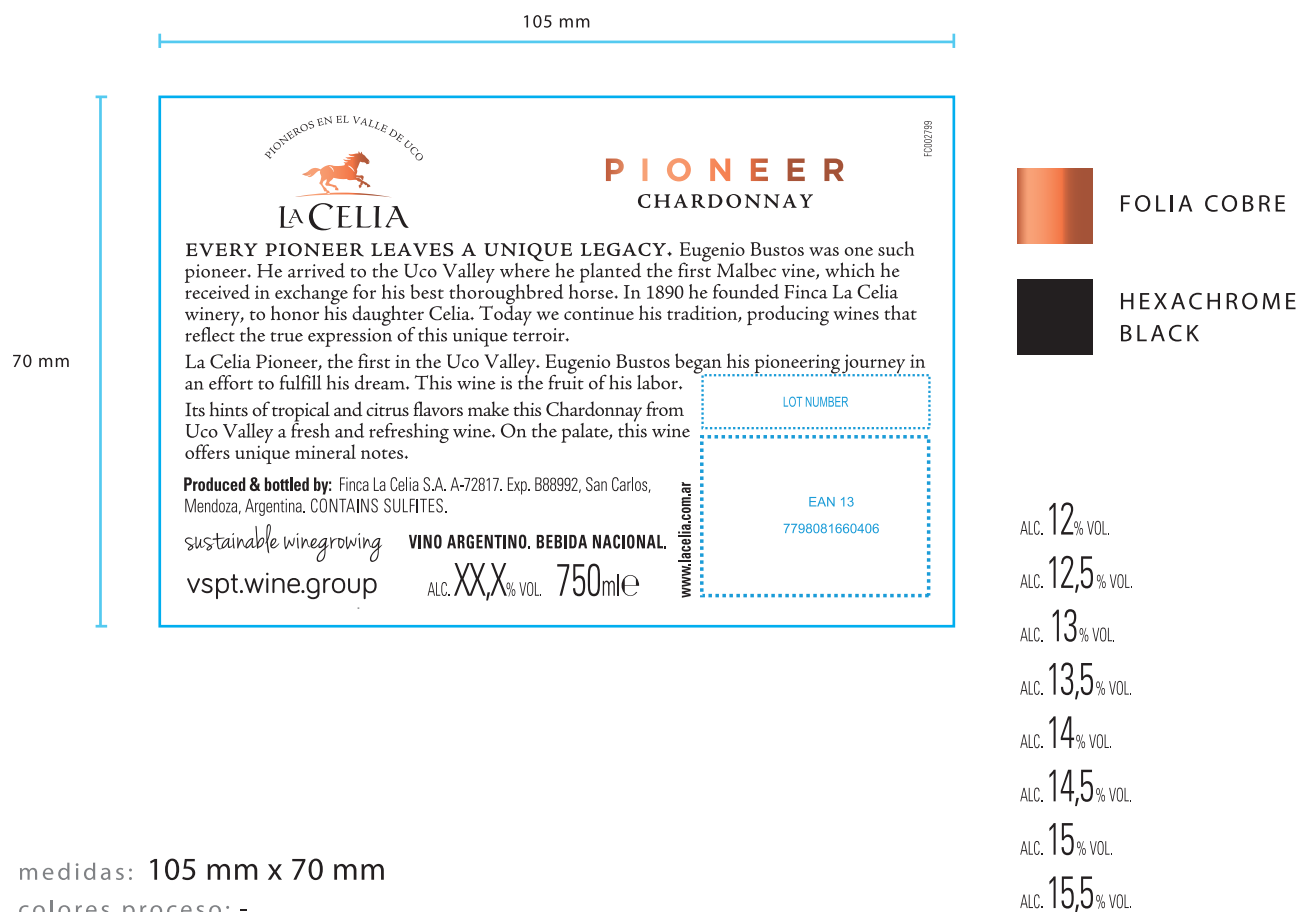 105 mm
70 mm
PIONEROS EN EL VALLE DE UCO
LA CELIA
PIONEER
CHARDONNAY
FC002799
EVERY PIONEER LEAVES A UNIQUE LEGACY. Eugenio Bustos was one such
pioneer. He arrived to the Uco Valley where he planted the first Malbec vine, which he
received in exchange for his best thoroughbred horse. In 1890 he founded Finca La Celia
winery, to honor his daughter Celia. Today we continue his tradition, producing wines that
reflect the true expression of this unique terroir.
La Celia Pioneer, the first in the Uco Valley. Eugenio Bustos began his pioneering journey in
an effort to fulfill his dream. This wine is the fruit of his labor.
Its hints of tropical and citrus flavors make this Chardonnay from
Uco Valley a fresh and refreshing wine. On the palate, this wine
offers unique mineral notes.
Produced & bottled by: Finca La Celia S.A. A-72817. Exp. B88992, San Carlos,
Mendoza, Argentina. CONTAINS SULFITES.
sustainable winegrowing
VINO ARGENTINO. BEBIDA NACIONAL.
vspt.wine.group
ALC. XX,X% VOL. 750ml℮
www.lacelia.com.ar
LOT NUMBER
EAN 13
7798081660406
FOLIA COBRE
HEXACHROME
BLACK
ALC. 12% VOL.
ALC. 12,5% VOL.
ALC. 13% VOL.
ALC. 13,5% VOL.
ALC. 14% VOL.
ALC. 14,5% VOL.
ALC. 15% VOL.
ALC. 15,5% VOL.
medidas: 105 mm x 70 mm
colores proceso: -